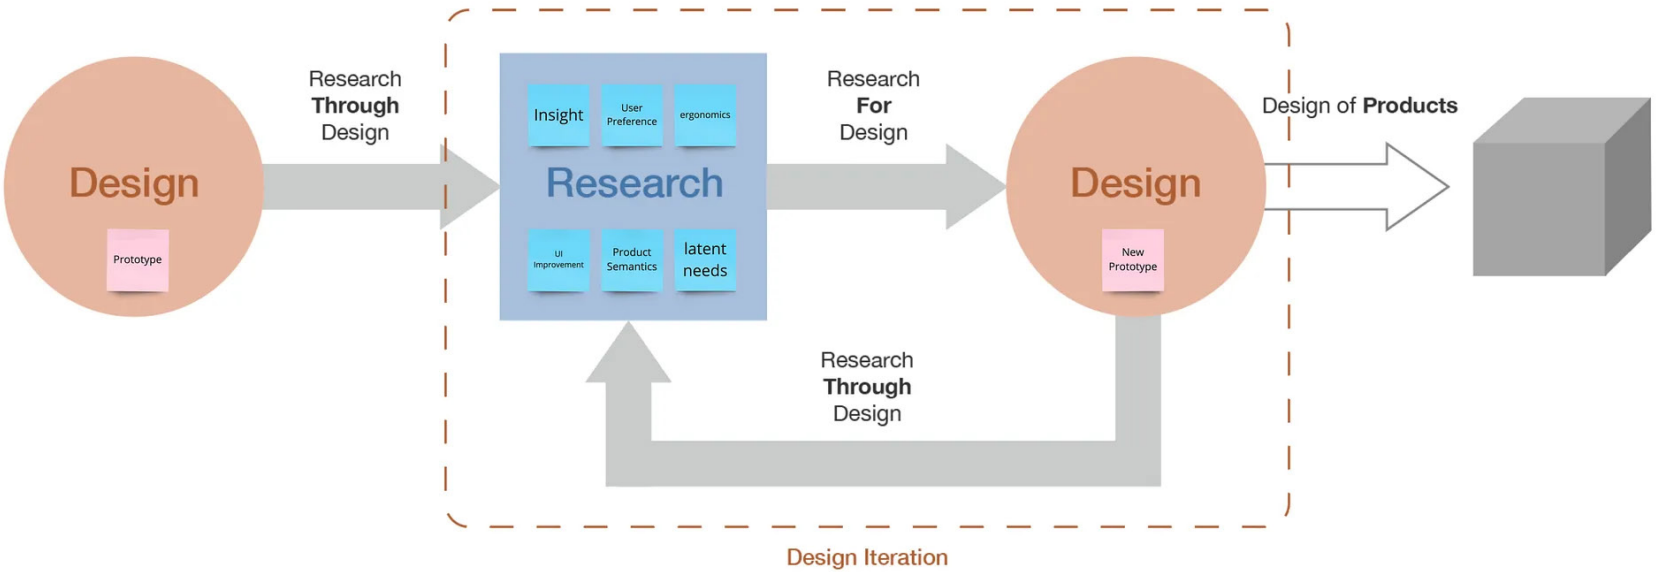 Design
Prototype
Research
Through
Design
Insight
User
Preference
ergonomics
Research
UI
Improvement
Product
Semantics
latent
needs
Research
For
Design
Design
New
Prototype
Design of Products
Research
Through
Design
Design Iteration